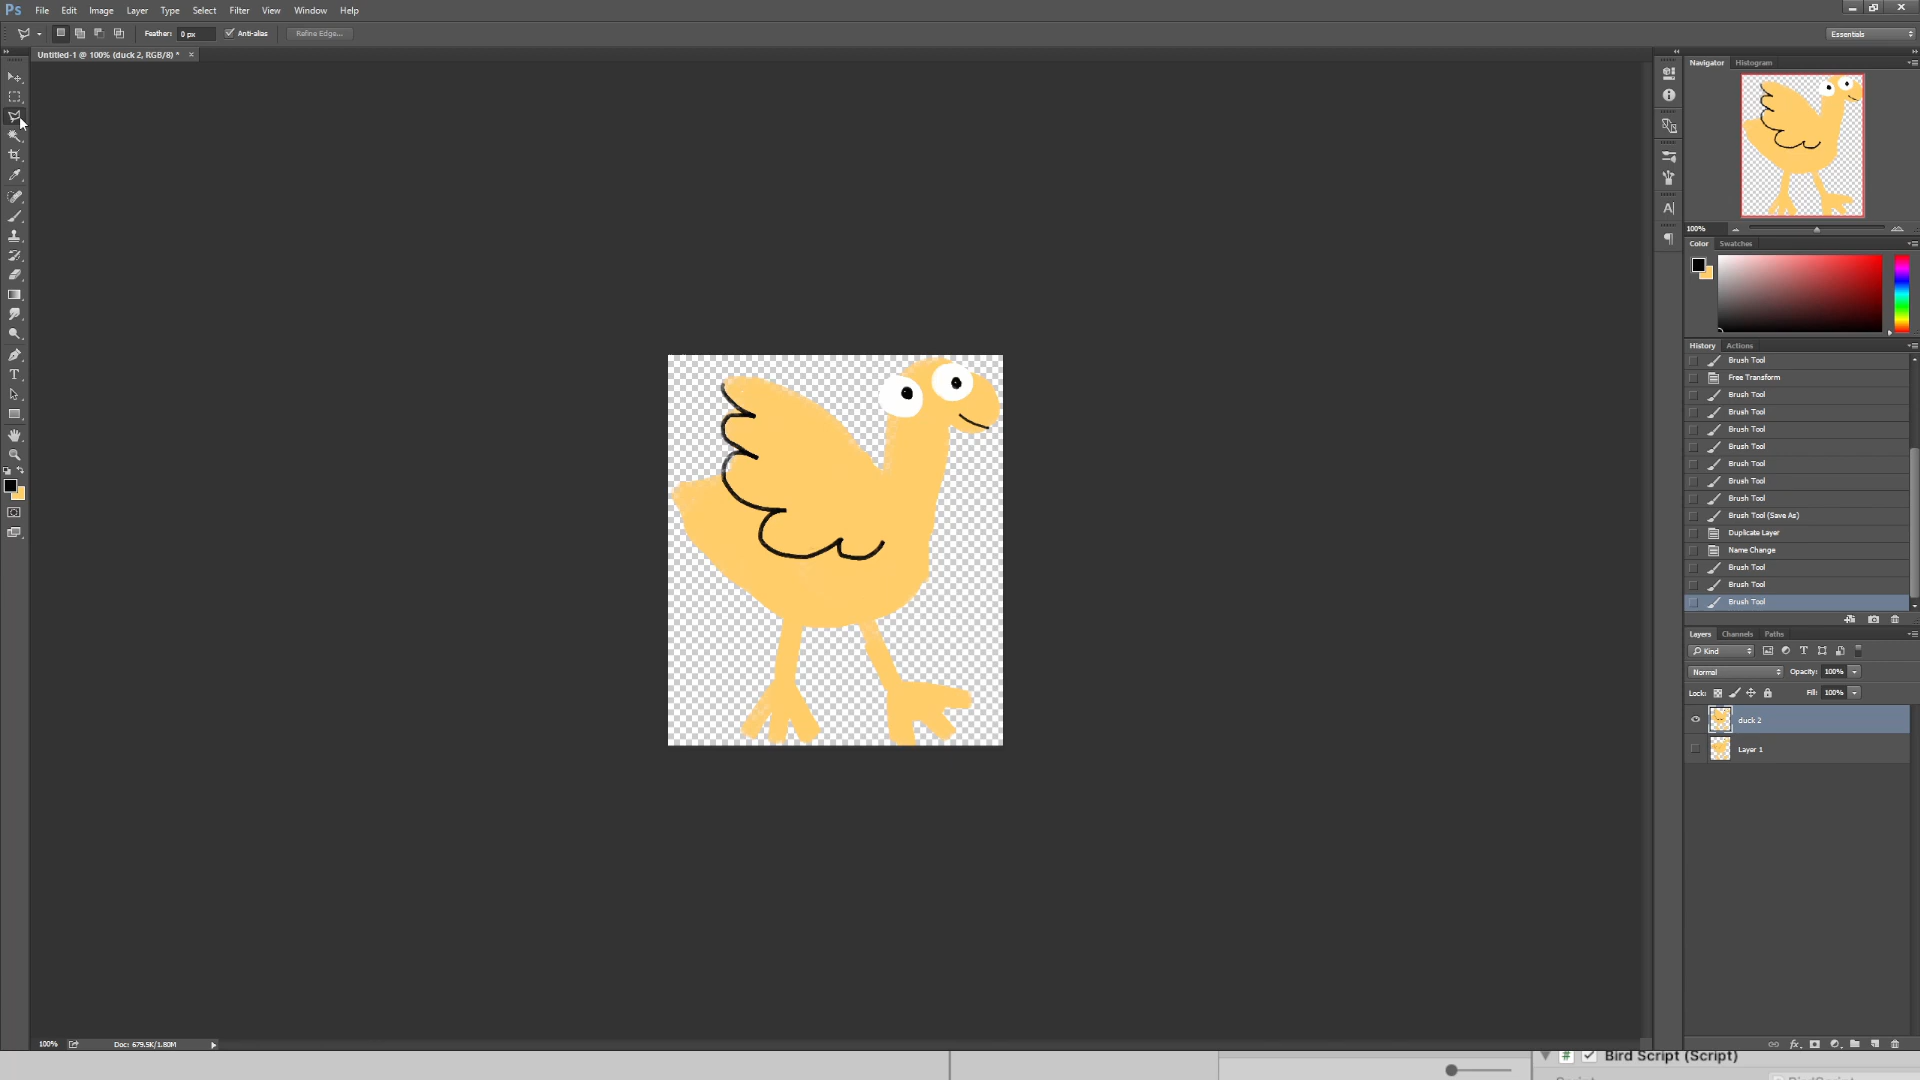 Ps File Edit Image Layer Type Select Filter View Window Help
Feather: 0 px Anti-alias Refine Edge... Essentials
Untitled-1 @ 100% (duck 2, RGB/8) * ×
Navigator Histogram
100%
Color Swatches
History Actions
Brush Tool
Free Transform
Brush Tool
Brush Tool
Brush Tool
Brush Tool
Brush Tool
Brush Tool
Brush Tool
Brush Tool (Save As)
Duplicate Layer
Name Change
Brush Tool
Brush Tool
Brush Tool
Layers Channels Paths
Kind
Normal Opacity: 100%
Lock: Fill: 100%
duck 2
Layer 1
100% Doc: 679.5K/1.80M
# Bird Script (Script)